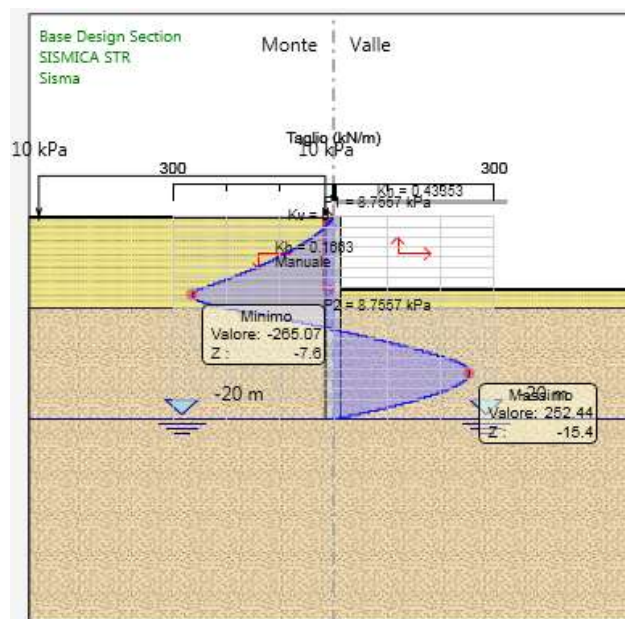 Base Design Section
SISMICA STR
Sisma
Monte
Valle
Taglio (kN/m)
10 kPa
10 kPa
300
300
Kh = 0.43953
= 8.7557 kPa
Kv =
Kh = 0.1663
Manuale
P2 = 8.7557 kPa
Minimo
Valore: -265.07
Z : -7.6
-20 m
-20 m
Massimo
Valore: 252.44
Z : -15.4